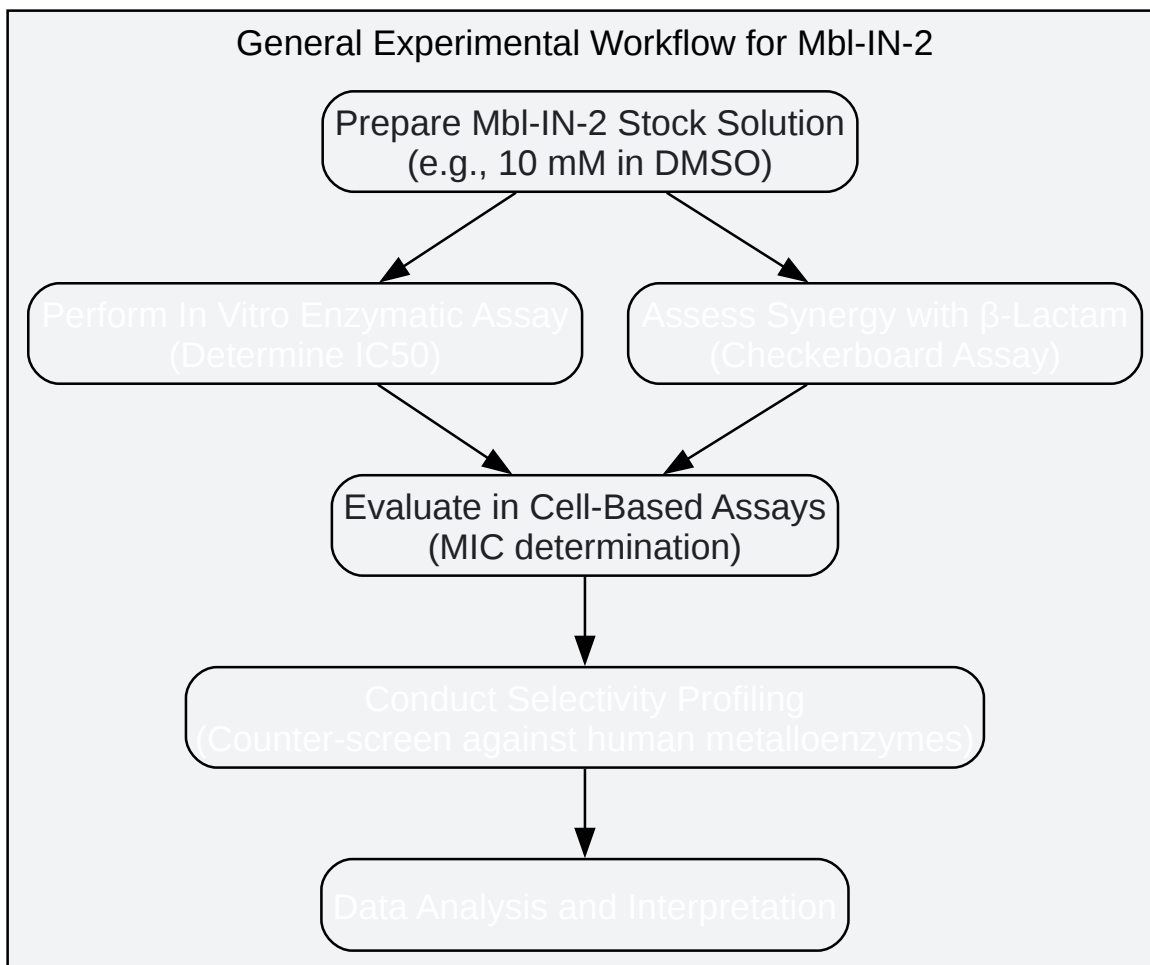 General Experimental Workflow for Mbl-IN-2
Prepare Mbl-IN-2 Stock Solution
(e.g., 10 mM in DMSO)
Perform In Vitro Enzymatic Assay
(Determine IC50)
Assess Synergy with β-Lactam
(Checkerboard Assay)
Evaluate in Cell-Based Assays
(MIC determination)
Conduct Selectivity Profiling
(Counter-screen against human metalloenzymes)
Data Analysis and Interpretation